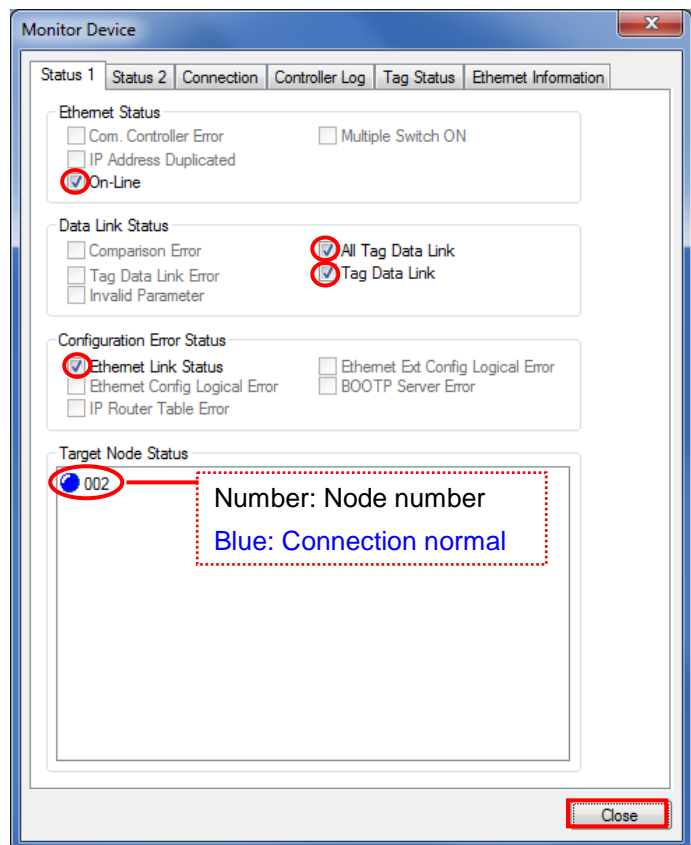 Monitor Device
x
Status 1 Status 2 Connection Controller Log Tag Status Ethernet Information
Ethernet Status
Com. Controller Error Multiple Switch ON
IP Address Duplicated
On-Line
Data Link Status
Comparison Error All Tag Data Link
Tag Data Link Error Tag Data Link
Invalid Parameter
Configuration Error Status
Ethernet Link Status Ethernet Ext Config Logical Error
Ethernet Config Logical Error BOOTP Server Error
IP Router Table Error
Target Node Status
002
Number: Node number
Blue: Connection normal
Close